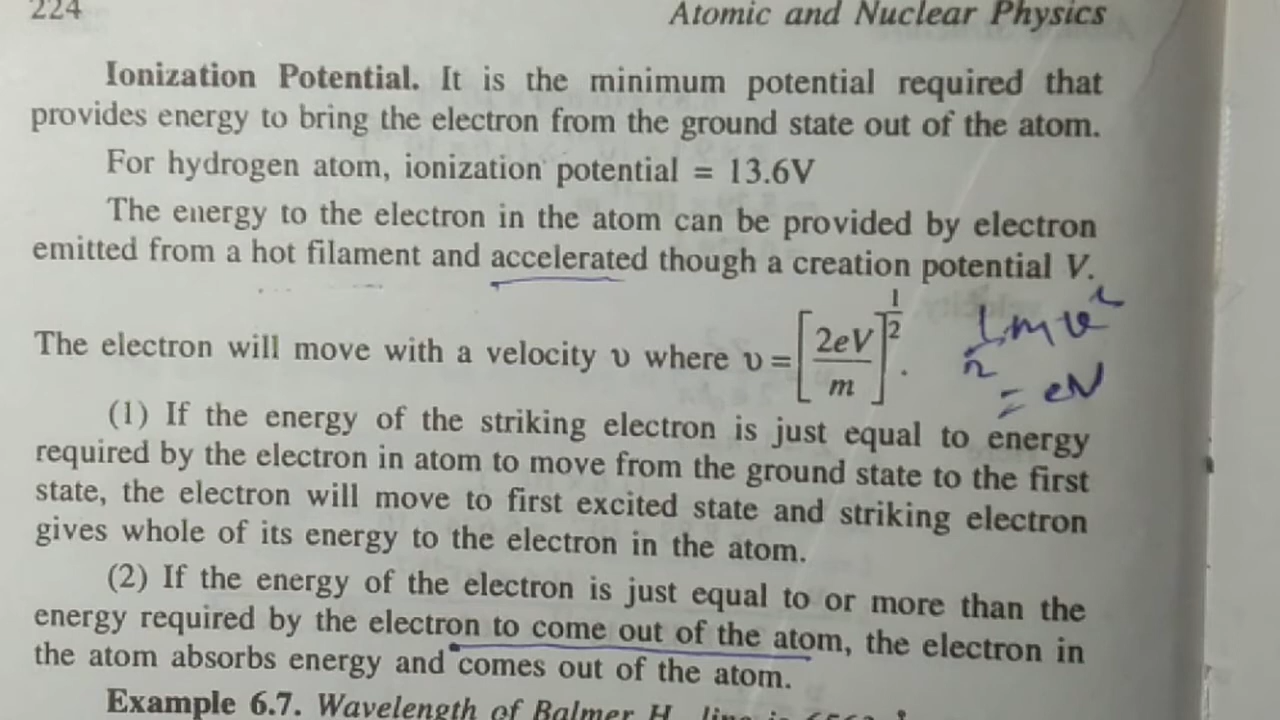 224 Atomic and Nuclear Physics
Ionization Potential. It is the minimum potential required that
provides energy to bring the electron from the ground state out of the atom.
For hydrogen atom, ionization potential = 13.6V
The energy to the electron in the atom can be provided by electron
emitted from a hot filament and accelerated though a creation potential V.
The electron will move with a velocity υ where υ = [2eV/m]^1/2.
1/2 mv²
= eV
(1) If the energy of the striking electron is just equal to energy
required by the electron in atom to move from the ground state to the first
state, the electron will move to first excited state and striking electron
gives whole of its energy to the electron in the atom.
(2) If the energy of the electron is just equal to or more than the
energy required by the electron to come out of the atom, the electron in
the atom absorbs energy and comes out of the atom.
Example 6.7. Wavelength of Balmer H line is